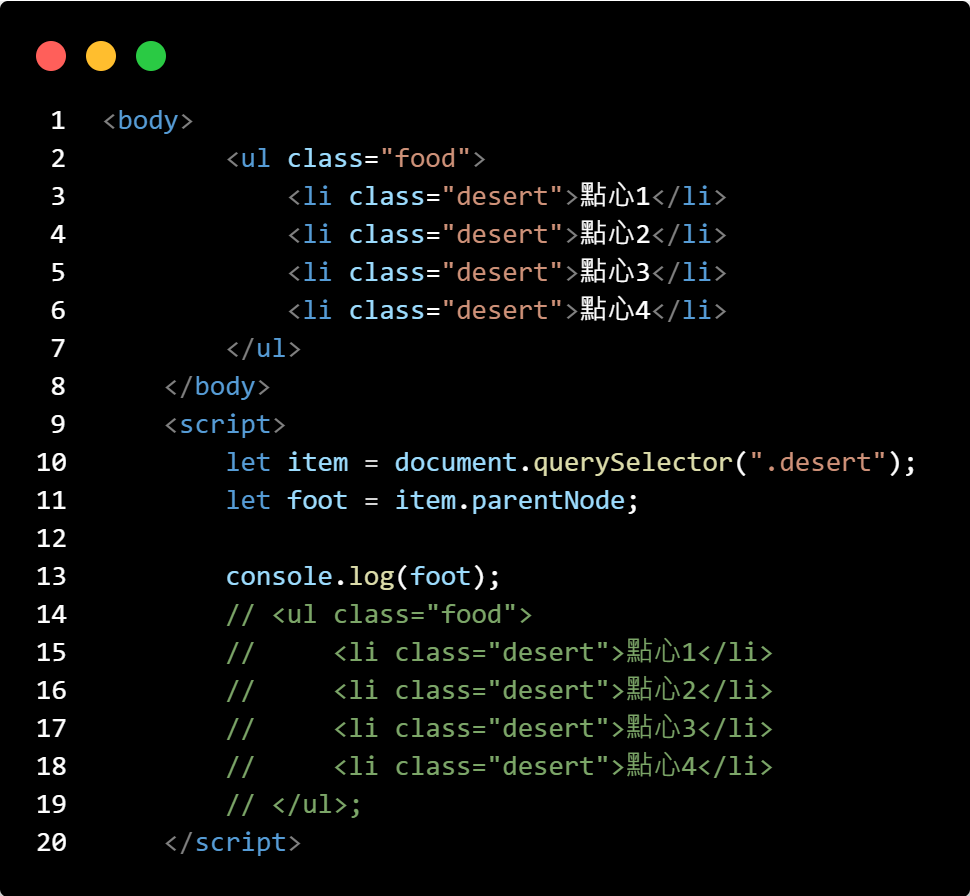 1 <body>
2         <ul class="food">
3             <li class="desert">點心1</li>
4             <li class="desert">點心2</li>
5             <li class="desert">點心3</li>
6             <li class="desert">點心4</li>
7         </ul>
8     </body>
9     <script>
10         let item = document.querySelector(".desert");
11         let foot = item.parentNode;
12
13         console.log(foot);
14         // <ul class="food">
15         //     <li class="desert">點心1</li>
16         //     <li class="desert">點心2</li>
17         //     <li class="desert">點心3</li>
18         //     <li class="desert">點心4</li>
19         // </ul>;
20     </script>